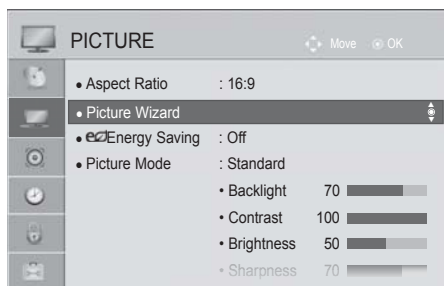 PICTURE
Move OK
• Aspect Ratio : 16:9
• Picture Wizard
• eco Energy Saving : Off
• Picture Mode : Standard
• Backlight 70
• Contrast 100
• Brightness 50
• Sharpness 70